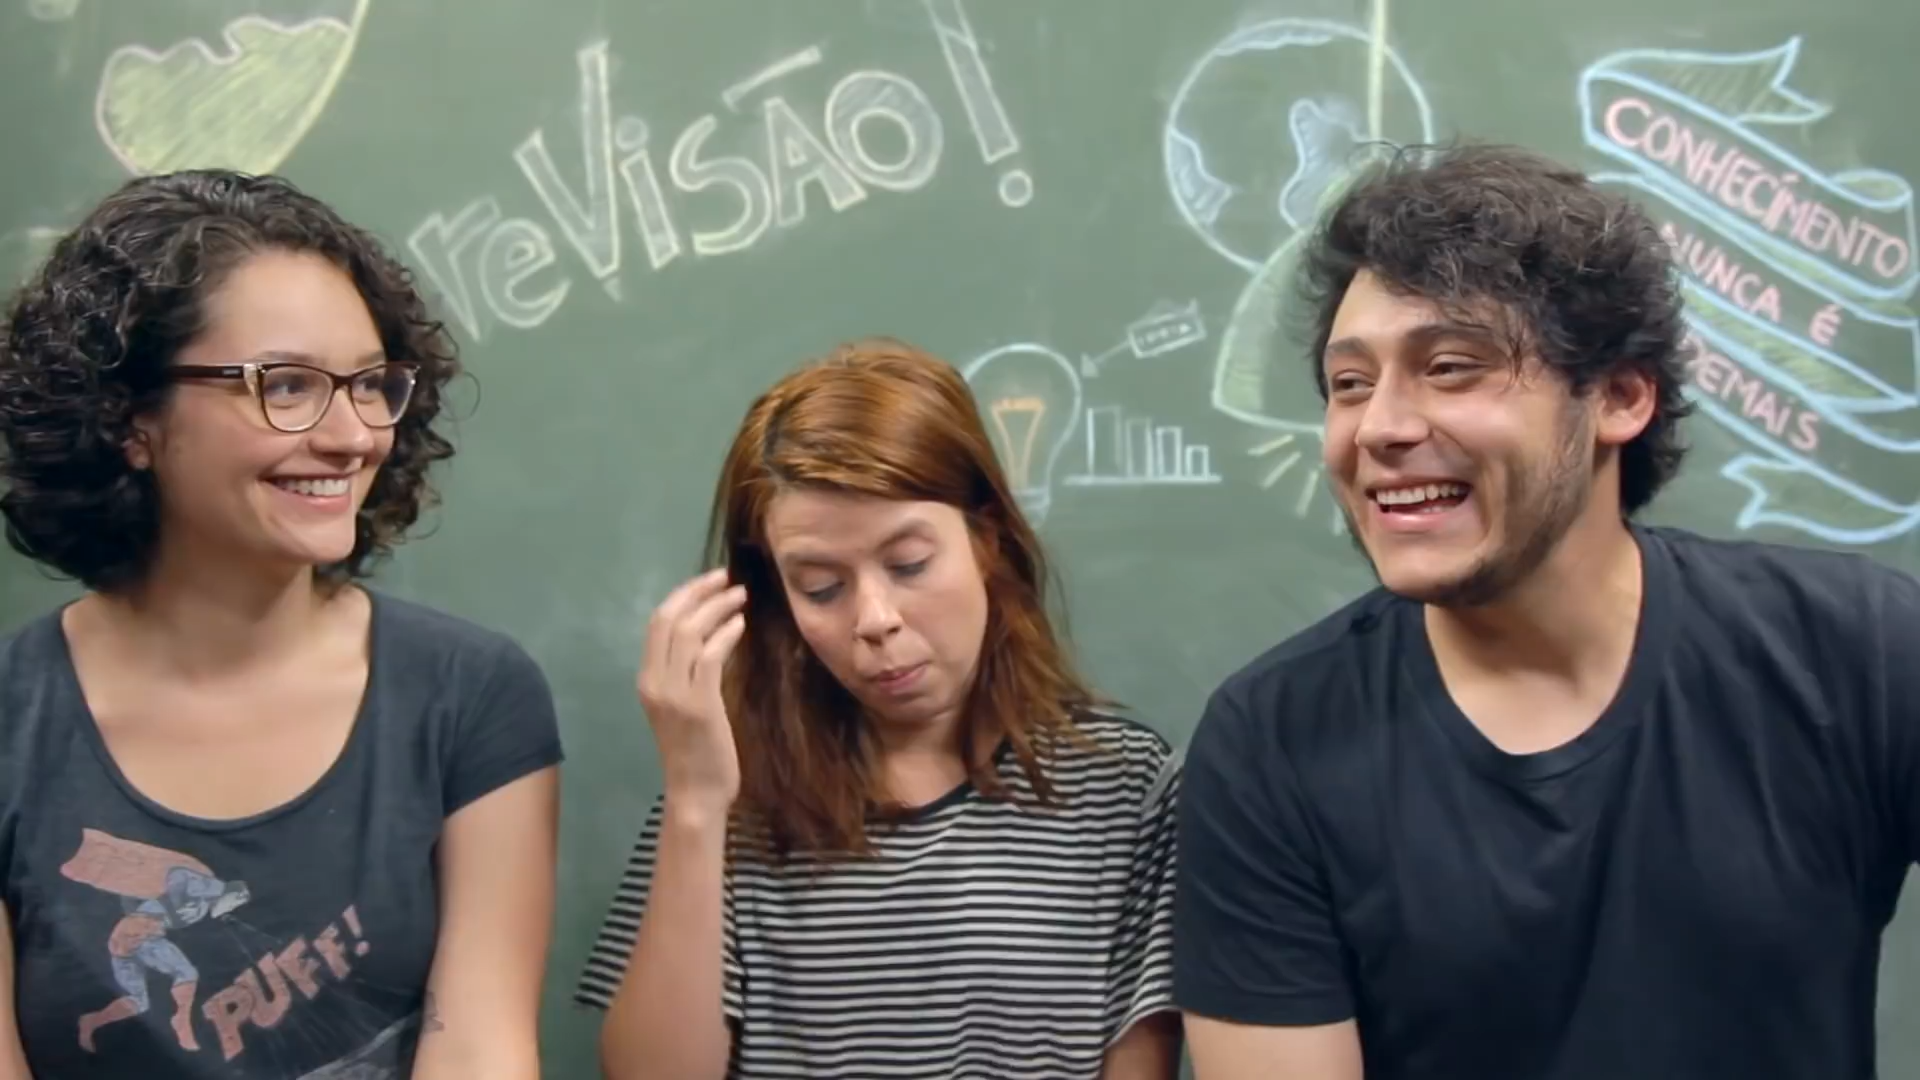 reVisÃO!
CONHECIMENTO
NUNCA É
DEMAIS
PUFF!